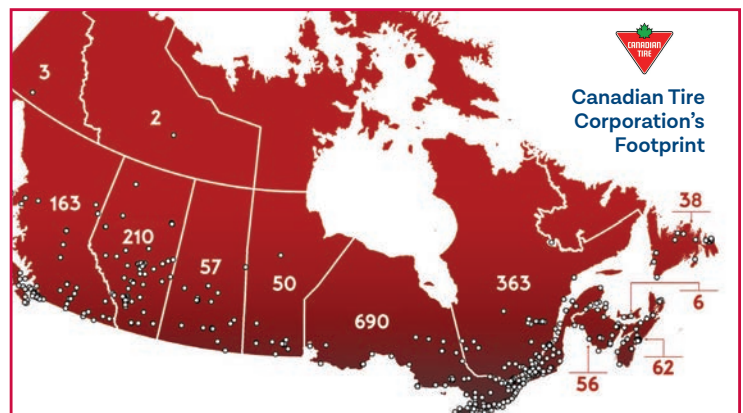 CANADIAN
TIRE
Canadian Tire
Corporation's
Footprint
3
2
163
210
57
50
690
363
38
6
62
56